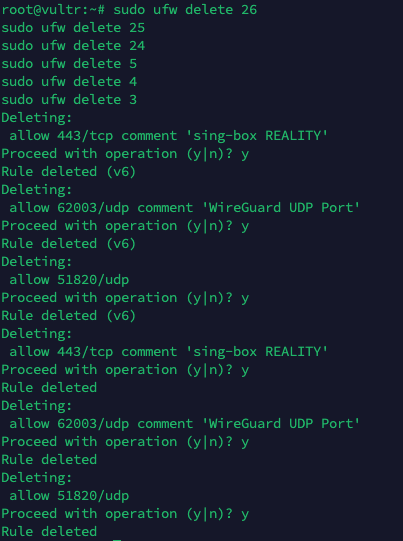 root@vultr:~# sudo ufw delete 26
sudo ufw delete 25
sudo ufw delete 24
sudo ufw delete 5
sudo ufw delete 4
sudo ufw delete 3
Deleting:
 allow 443/tcp comment 'sing-box REALITY'
Proceed with operation (y|n)? y
Rule deleted (v6)
Deleting:
 allow 62003/udp comment 'WireGuard UDP Port'
Proceed with operation (y|n)? y
Rule deleted (v6)
Deleting:
 allow 51820/udp
Proceed with operation (y|n)? y
Rule deleted (v6)
Deleting:
 allow 443/tcp comment 'sing-box REALITY'
Proceed with operation (y|n)? y
Rule deleted
Deleting:
 allow 62003/udp comment 'WireGuard UDP Port'
Proceed with operation (y|n)? y
Rule deleted
Deleting:
 allow 51820/udp
Proceed with operation (y|n)? y
Rule deleted